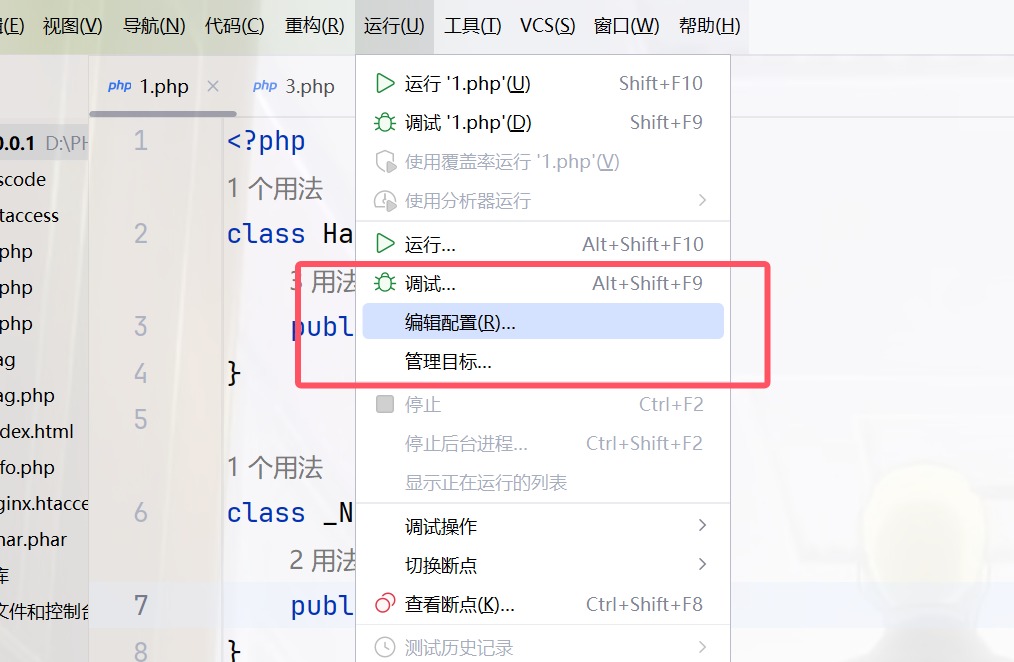 (E) 视图(V) 导航(N) 代码(C) 重构(R) 运行(U) 工具(T) VCS(S) 窗口(W) 帮助(H)
php 1.php × php 3.php
0.0.1 D:\PH
scode
taccess
php
php
php
ag
ag.php
dex.html
fo.php
ginx.htacce
har.phar
库
文件和控制台
1 <?php
1 个用法
2 class Ha
3 用法
3 publ
4 }
5
1 个用法
6 class _N
2 用法
7 publ
8 }
运行 '1.php'(U) Shift+F10
调试 '1.php'(D) Shift+F9
使用覆盖率运行 '1.php'(V)
使用分析器运行
运行... Alt+Shift+F10
调试... Alt+Shift+F9
编辑配置(R)...
管理目标...
停止 Ctrl+F2
停止后台进程... Ctrl+Shift+F2
显示正在运行的列表
调试操作
切换断点
查看断点(K)... Ctrl+Shift+F8
测试历史记录